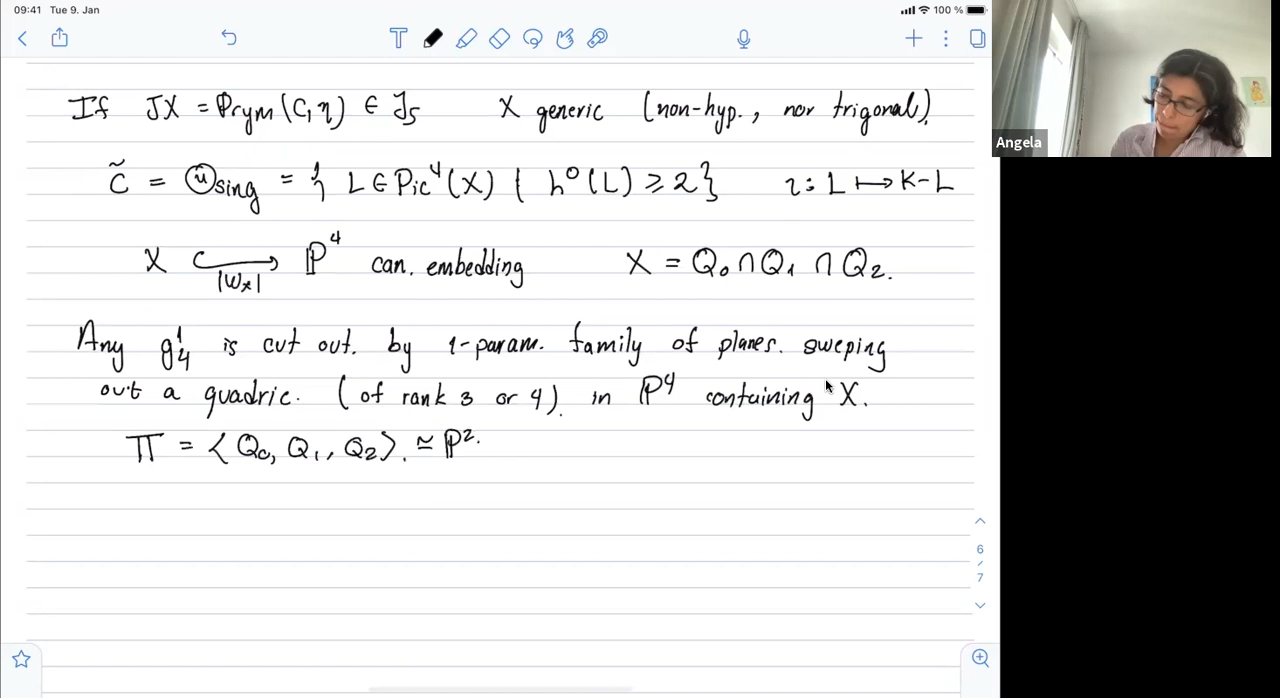 09:41 Tue 9. Jan
100 %
If JX = Prym(C,η) ∈ J₅ X generic (non-hyp., nor trigonal).
C̃ = Θsing = { L ∈ Pic⁴(X) | h⁰(L) ⩾ 2 } ι: L ⟼ K-L
X ↪ ℙ⁴ can. embedding X = Q₀ ∩ Q₁ ∩ Q₂.
|ωₓ|
Any g¹₄ is cut out. by 1-param. family of planes. sweping
out a quadric. (of rank 3 or 4). in ℙ⁴ containing X.
Π = ⟨ Q₀, Q₁, Q₂ ⟩. ≃ ℙ².
Angela
6
/
7